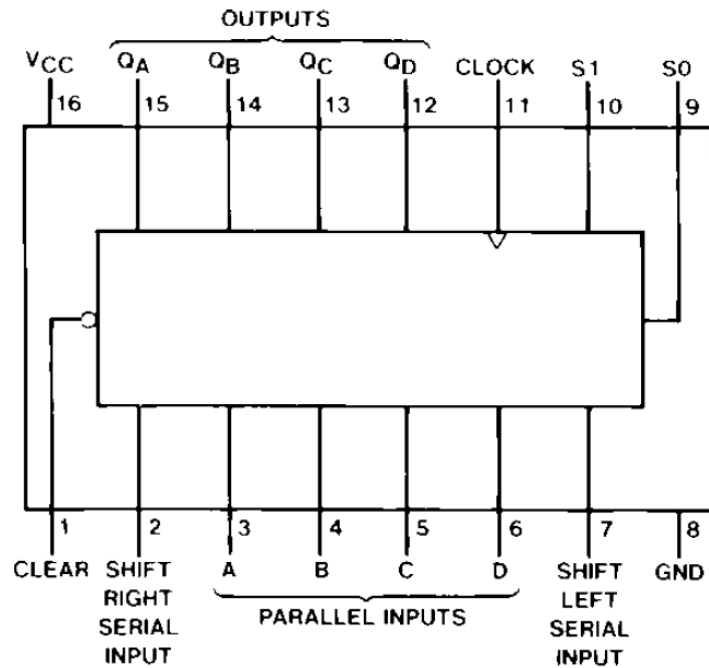 OUTPUTS
VCC QA QB QC QD CLOCK S1 S0
16 15 14 13 12 11 10 9
1 2 3 4 5 6 7 8
CLEAR SHIFT RIGHT SERIAL INPUT A B C D SHIFT LEFT SERIAL INPUT GND
PARALLEL INPUTS